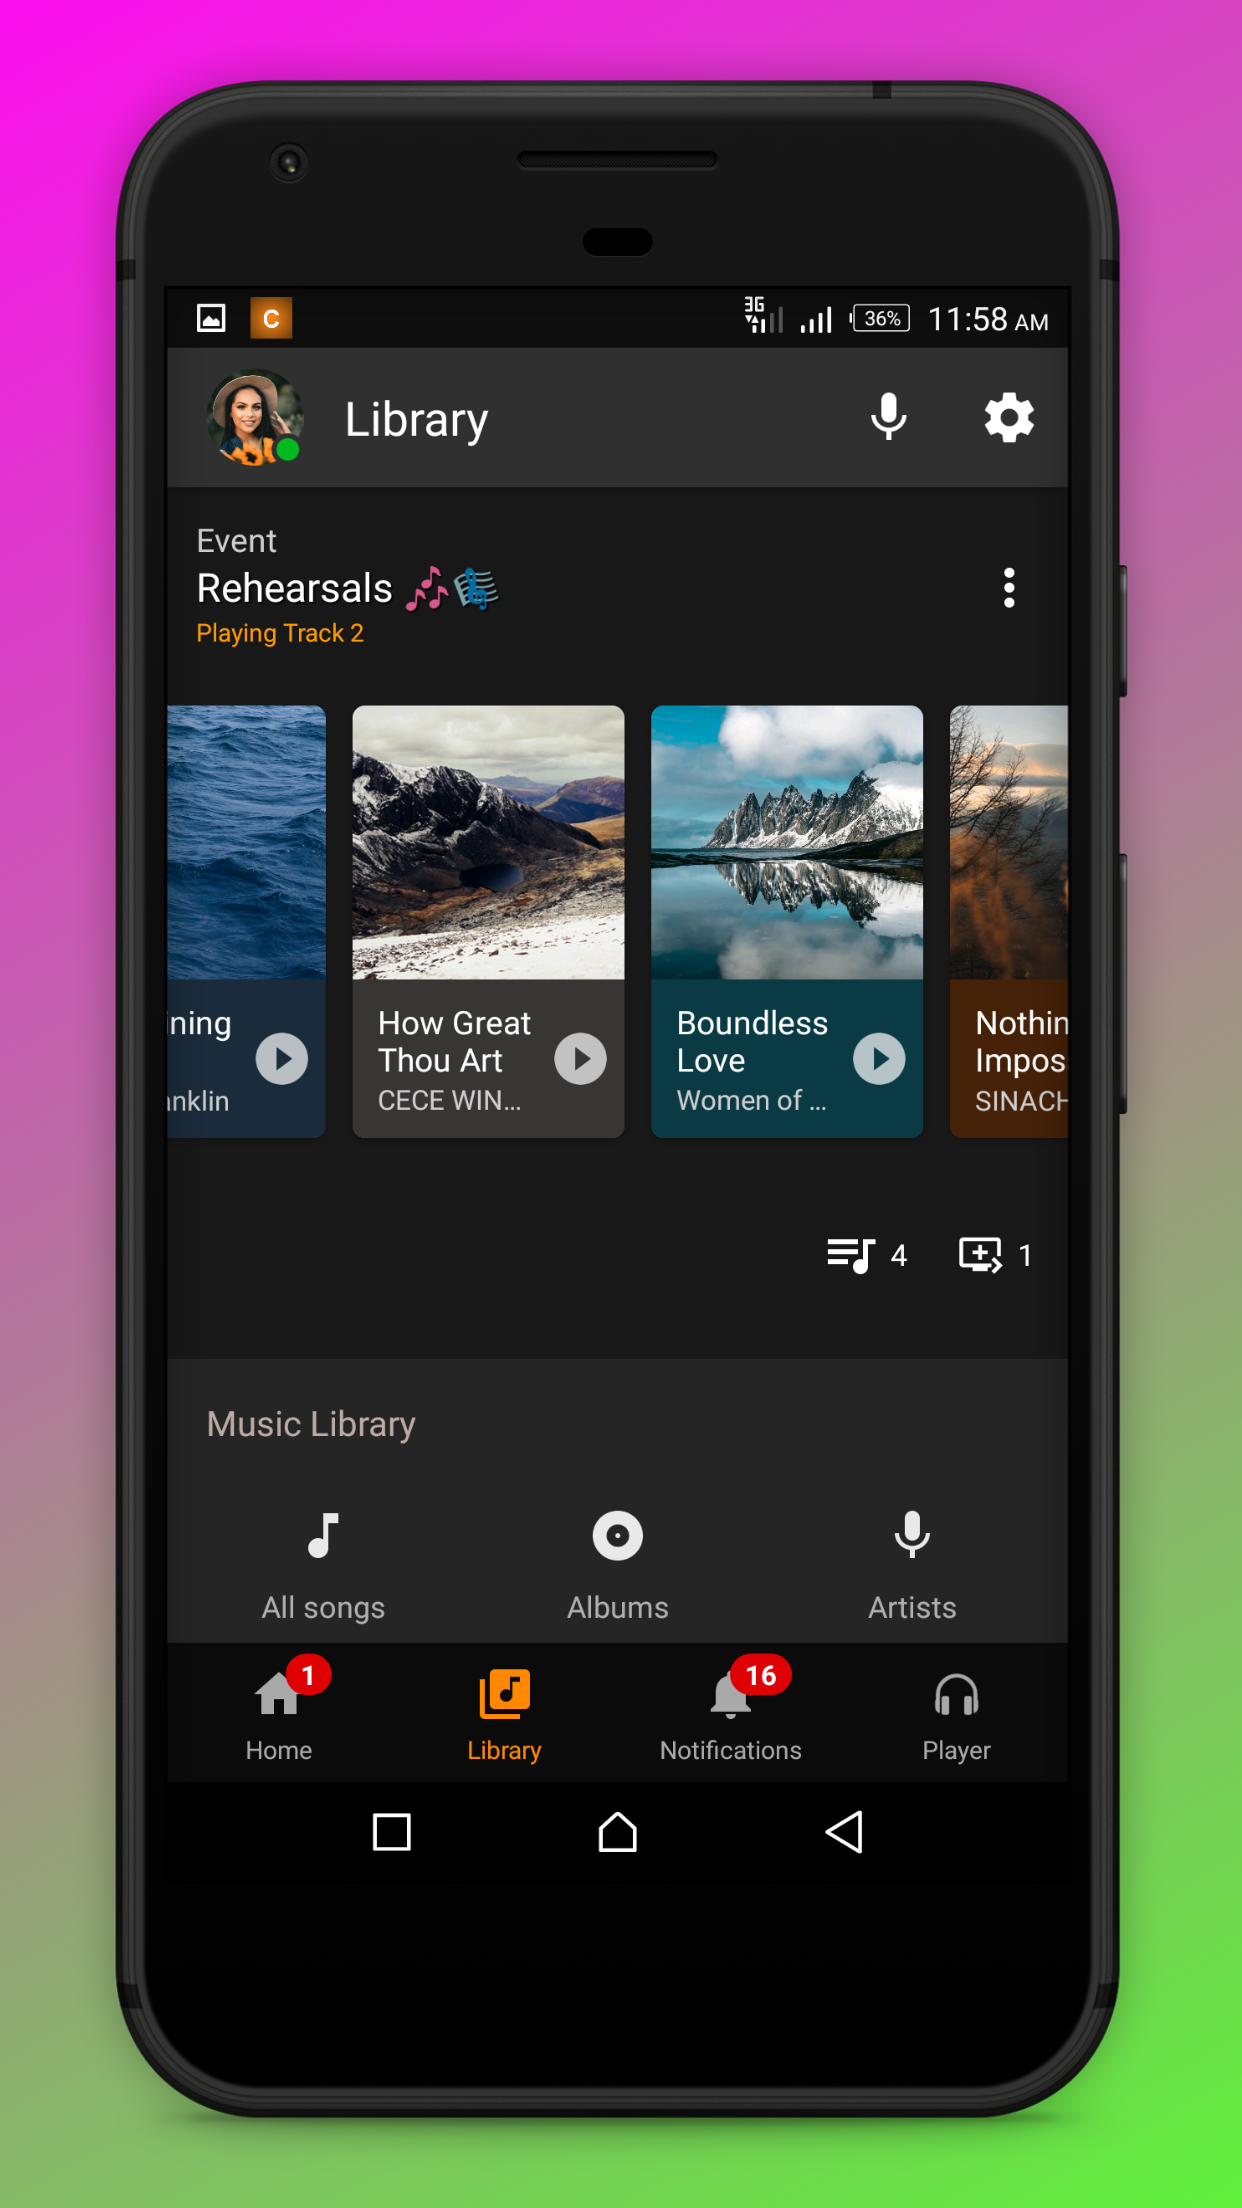 C 3G 36% 11:58 AM
Library
Event
Rehearsals
Playing Track 2
ining
anklin
How Great
Thou Art
CECE WIN...
Boundless
Love
Women of ...
Nothin
Impos
SINACH
4 1
Music Library
All songs Albums Artists
1 16
Home Library Notifications Player